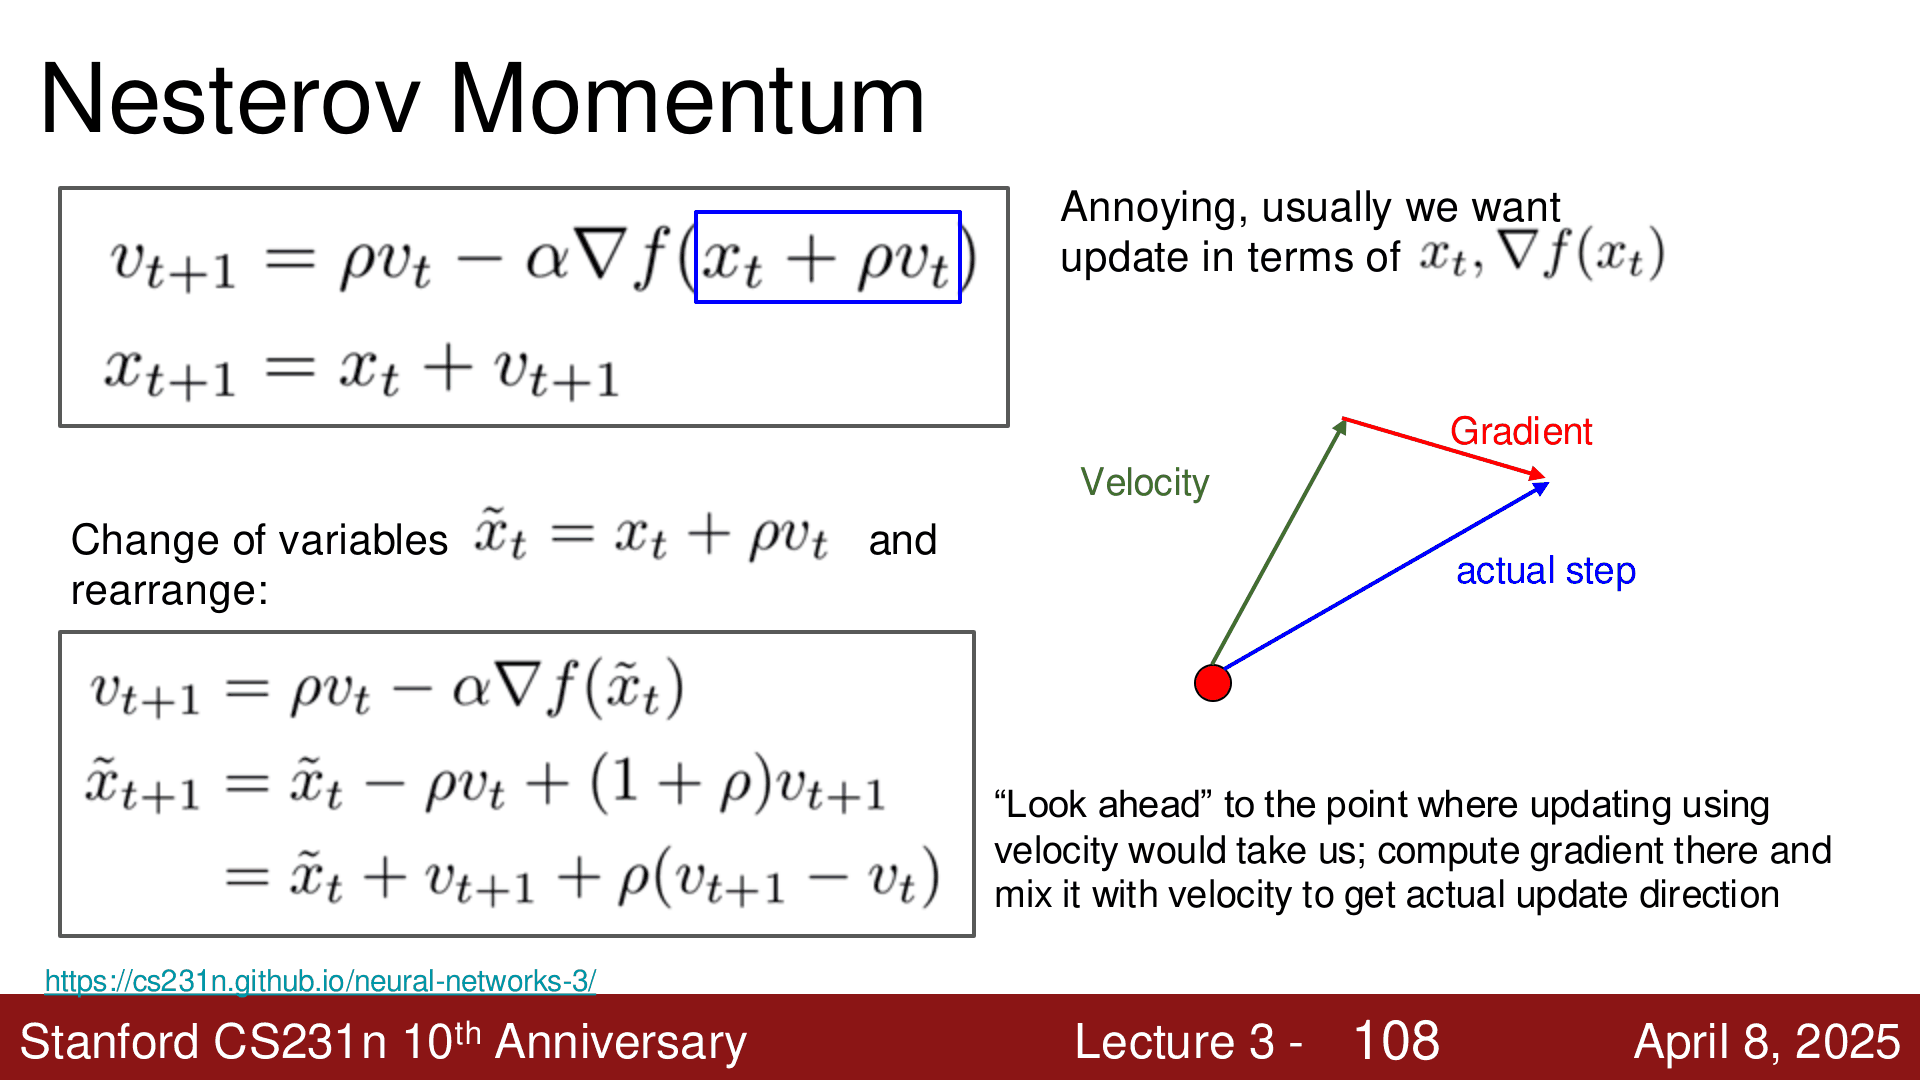 Nesterov Momentum
v_{t+1} = ρv_t − α∇f(x_t + ρv_t)
x_{t+1} = x_t + v_{t+1}
Annoying, usually we want
update in terms of x_t, ∇f(x_t)
Change of variables x̃_t = x_t + ρv_t and
rearrange:
v_{t+1} = ρv_t − α∇f(x̃_t)
x̃_{t+1} = x̃_t − ρv_t + (1 + ρ)v_{t+1}
= x̃_t + v_{t+1} + ρ(v_{t+1} − v_t)
Gradient
Velocity
actual step
“Look ahead” to the point where updating using
velocity would take us; compute gradient there and
mix it with velocity to get actual update direction
https://cs231n.github.io/neural-networks-3/
Stanford CS231n 10th Anniversary Lecture 3 - 108 April 8, 2025